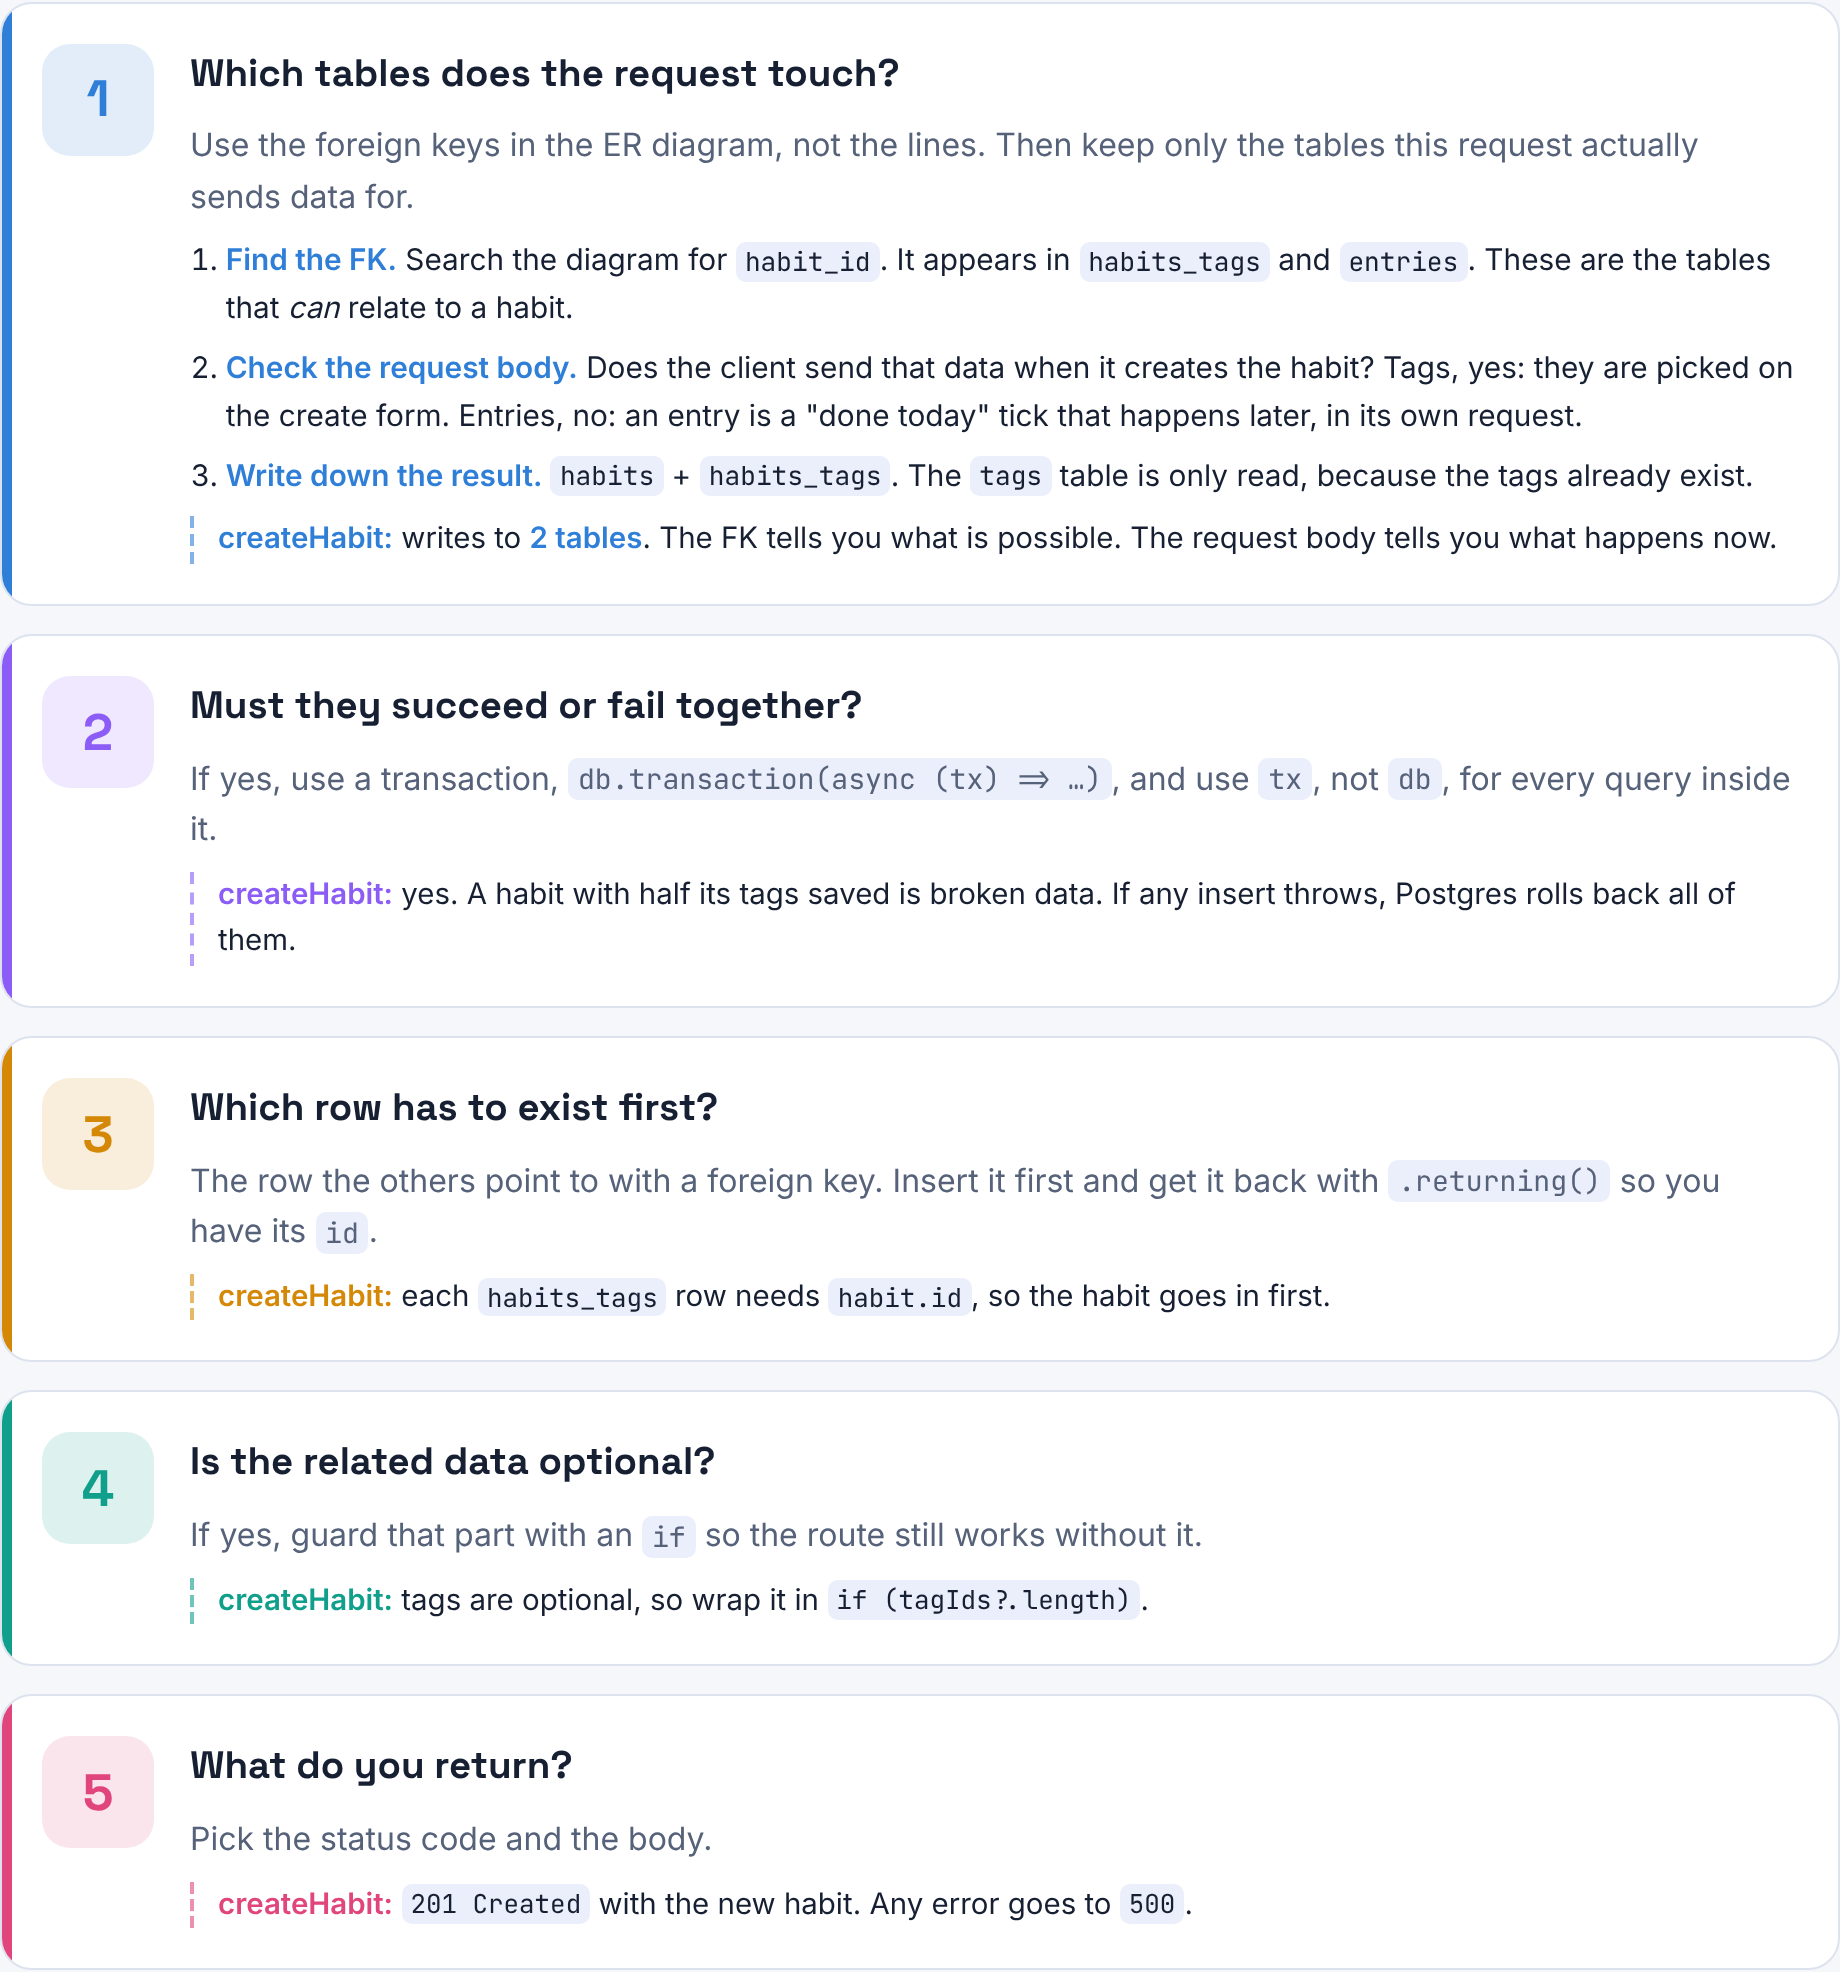 1
Which tables does the request touch?
Use the foreign keys in the ER diagram, not the lines. Then keep only the tables this request actually
sends data for.
1. Find the FK. Search the diagram for habit_id. It appears in habits_tags and entries. These are the tables
that can relate to a habit.
2. Check the request body. Does the client send that data when it creates the habit? Tags, yes: they are picked on
the create form. Entries, no: an entry is a "done today" tick that happens later, in its own request.
3. Write down the result. habits + habits_tags. The tags table is only read, because the tags already exist.
createHabit: writes to 2 tables. The FK tells you what is possible. The request body tells you what happens now.
2
Must they succeed or fail together?
If yes, use a transaction, db.transaction(async (tx) => …), and use tx, not db, for every query inside
it.
createHabit: yes. A habit with half its tags saved is broken data. If any insert throws, Postgres rolls back all of
them.
3
Which row has to exist first?
The row the others point to with a foreign key. Insert it first and get it back with .returning() so you
have its id.
createHabit: each habits_tags row needs habit.id, so the habit goes in first.
4
Is the related data optional?
If yes, guard that part with an if so the route still works without it.
createHabit: tags are optional, so wrap it in if (tagIds?.length).
5
What do you return?
Pick the status code and the body.
createHabit: 201 Created with the new habit. Any error goes to 500.